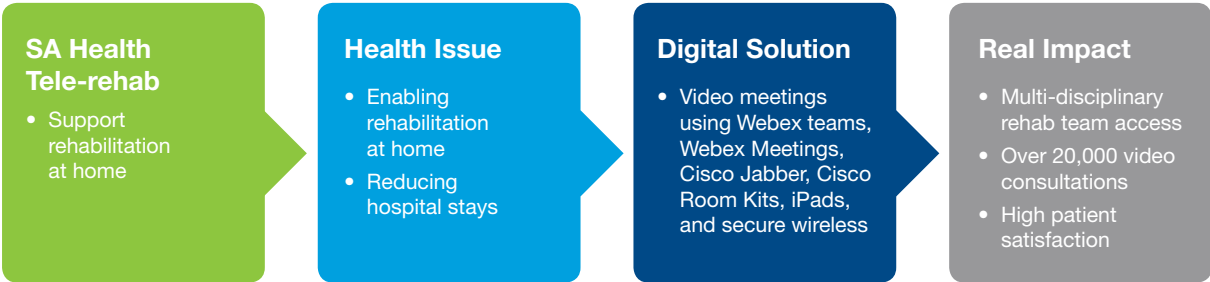 SA Health
Tele-rehab
• Support
rehabilitation
at home
Health Issue
• Enabling
rehabilitation
at home
• Reducing
hospital stays
Digital Solution
• Video meetings
using Webex teams,
Webex Meetings,
Cisco Jabber, Cisco
Room Kits, iPads,
and secure wireless
Real Impact
• Multi-disciplinary
rehab team access
• Over 20,000 video
consultations
• High patient
satisfaction